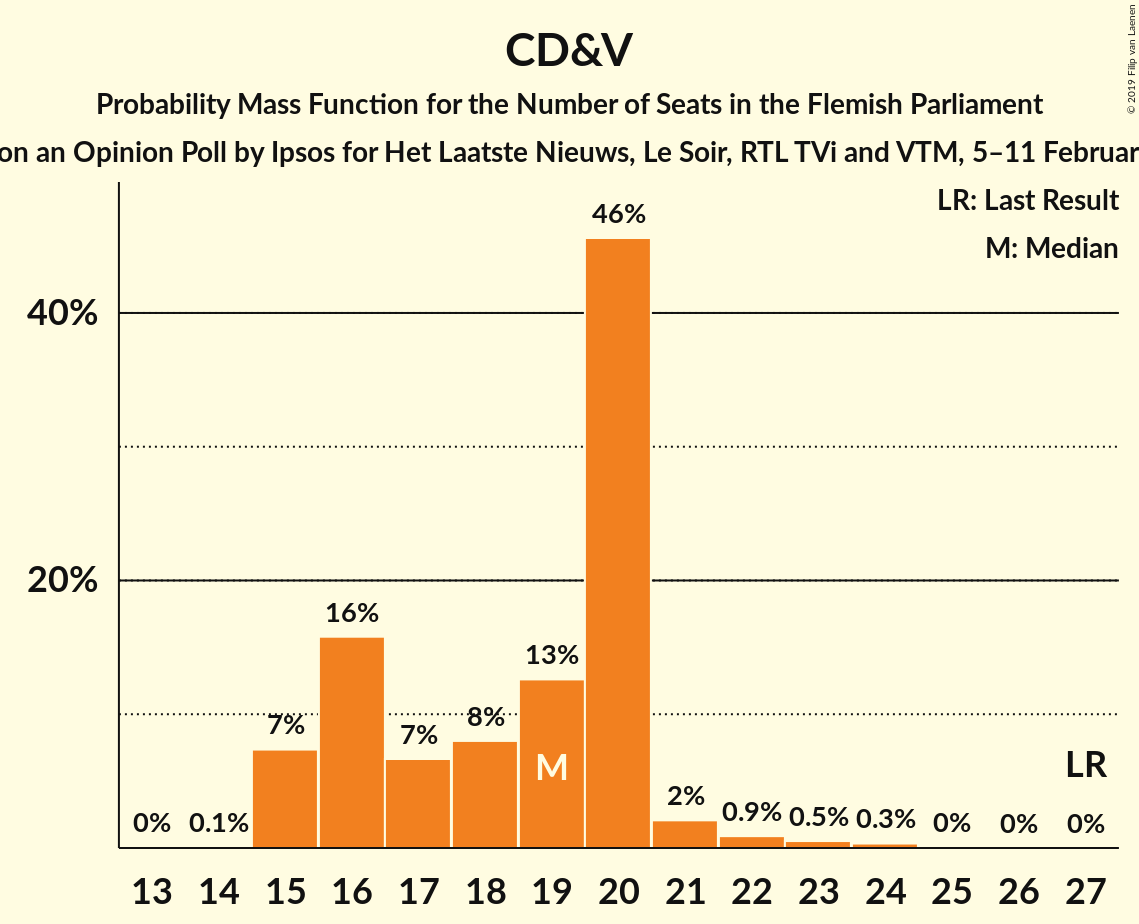 CD&V
Probability Mass Function for the Number of Seats in the Flemish Parliament
on an Opinion Poll by Ipsos for Het Laatste Nieuws, Le Soir, RTL TVi and VTM, 5–11 Februar
© 2019 Filip van Laenen
LR: Last Result
M: Median
46%
40%
20%
16%
13%
7%
8%
7%
M
LR
2%
0%
0.1%
0.9%
0.5%
0.3%
0%
0%
0%
13 14 15 16 17 18 19 20 21 22 23 24 25 26 27